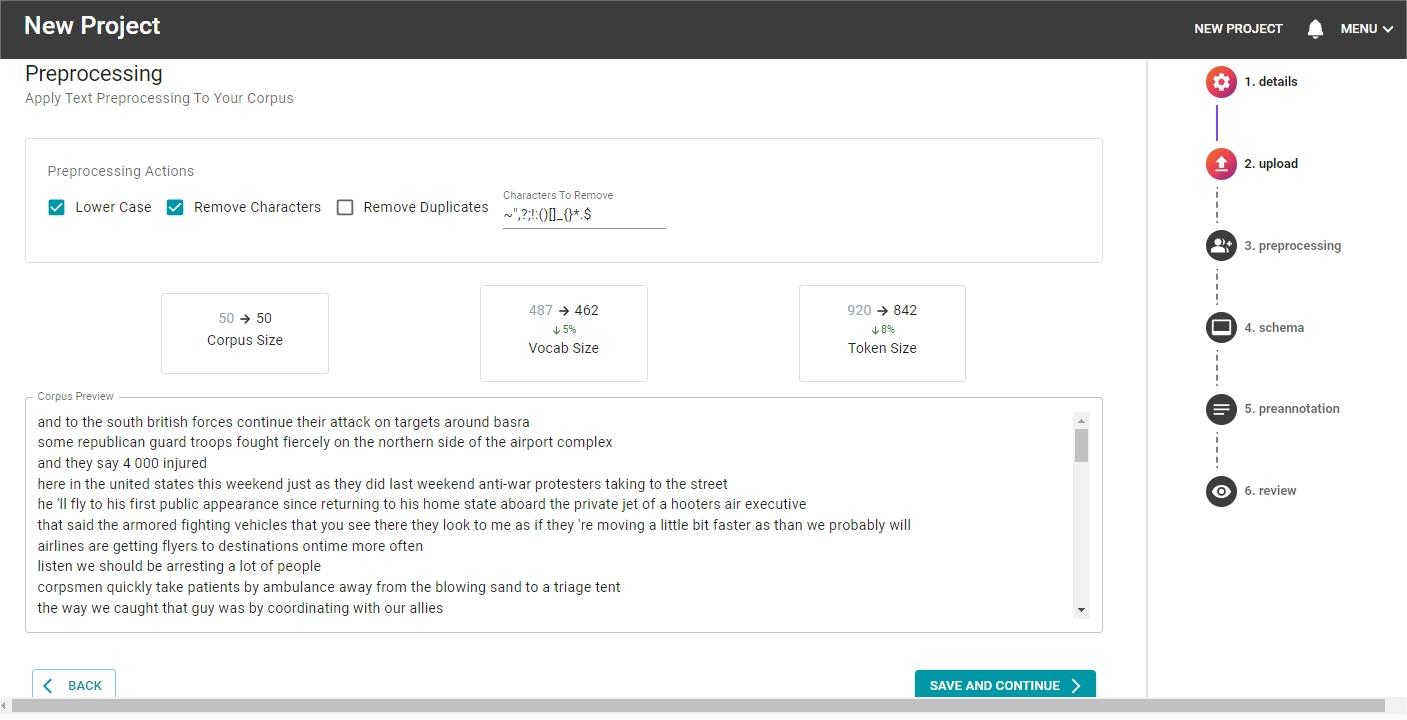 New Project
NEW PROJECT
MENU
Preprocessing
Apply Text Preprocessing To Your Corpus
Preprocessing Actions
Lower Case
Remove Characters
Remove Duplicates
Characters To Remove
~",?;!:()[]_{}*.$
50 → 50
Corpus Size
487 → 462
↓5%
Vocab Size
920 → 842
↓8%
Token Size
Corpus Preview
and to the south british forces continue their attack on targets around basra
some republican guard troops fought fiercely on the northern side of the airport complex
and they say 4 000 injured
here in the united states this weekend just as they did last weekend anti-war protesters taking to the street
he 'll fly to his first public appearance since returning to his home state aboard the private jet of a hooters air executive
that said the armored fighting vehicles that you see there they look to me as if they 're moving a little bit faster as than we probably will
airlines are getting flyers to destinations ontime more often
listen we should be arresting a lot of people
corpsmen quickly take patients by ambulance away from the blowing sand to a triage tent
the way we caught that guy was by coordinating with our allies
BACK
SAVE AND CONTINUE
1. details
2. upload
3. preprocessing
4. schema
5. preannotation
6. review